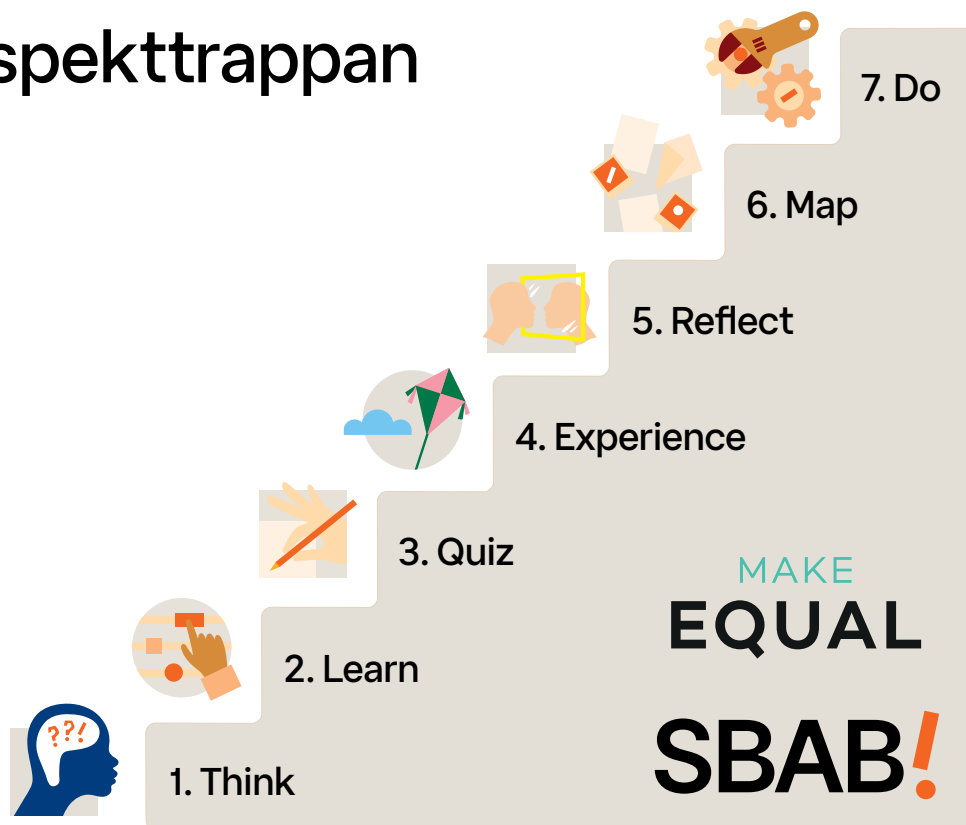 spekttrappan
7. Do
6. Map
5. Reflect
4. Experience
3. Quiz
2. Learn
1. Think
??!
MAKE
EQUAL
SBAB!